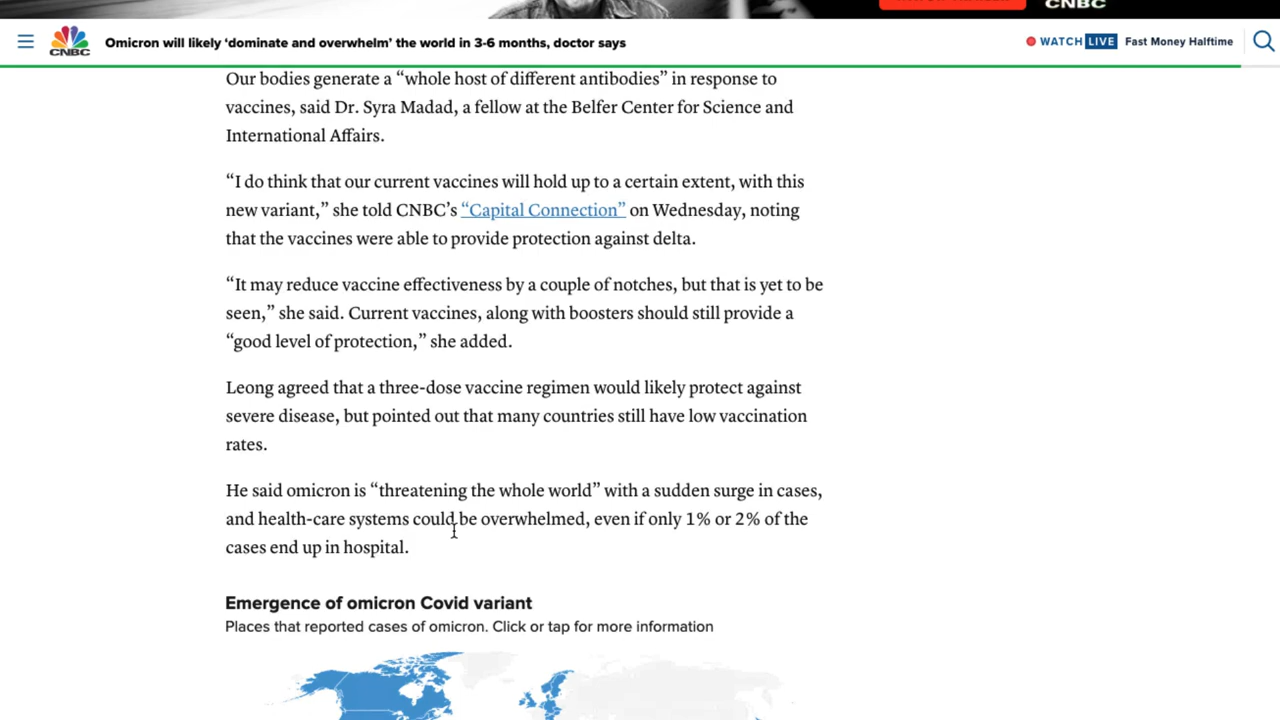 CNBC
CNBC
Omicron will likely ‘dominate and overwhelm’ the world in 3-6 months, doctor says
WATCH LIVE Fast Money Halftime
Our bodies generate a “whole host of different antibodies” in response to
vaccines, said Dr. Syra Madad, a fellow at the Belfer Center for Science and
International Affairs.
“I do think that our current vaccines will hold up to a certain extent, with this
new variant,” she told CNBC’s “Capital Connection” on Wednesday, noting
that the vaccines were able to provide protection against delta.
“It may reduce vaccine effectiveness by a couple of notches, but that is yet to be
seen,” she said. Current vaccines, along with boosters should still provide a
“good level of protection,” she added.
Leong agreed that a three-dose vaccine regimen would likely protect against
severe disease, but pointed out that many countries still have low vaccination
rates.
He said omicron is “threatening the whole world” with a sudden surge in cases,
and health-care systems could be overwhelmed, even if only 1% or 2% of the
cases end up in hospital.
Emergence of omicron Covid variant
Places that reported cases of omicron. Click or tap for more information